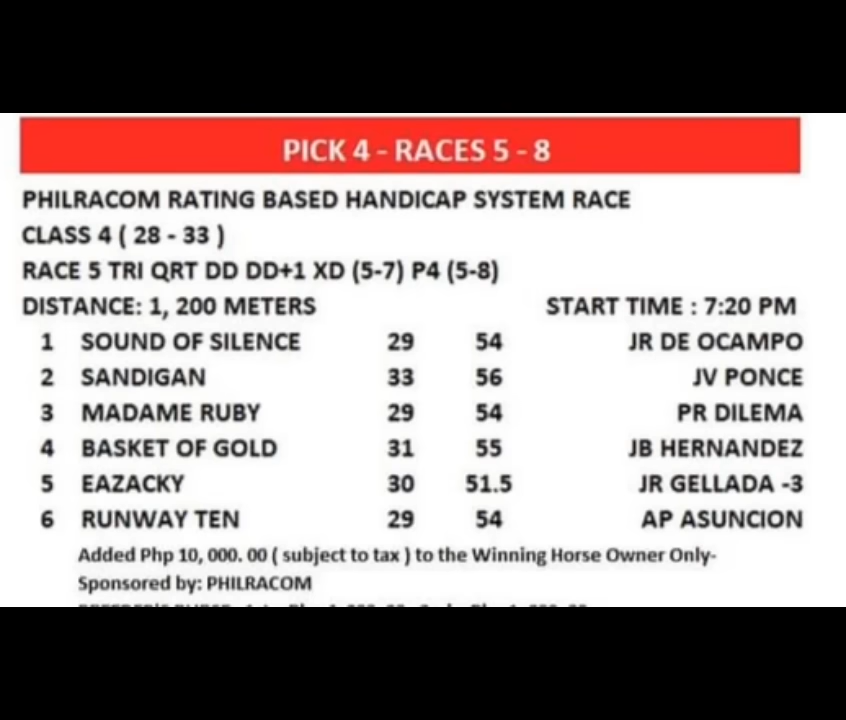 PICK 4 - RACES 5 - 8
PHILRACOM RATING BASED HANDICAP SYSTEM RACE
CLASS 4 ( 28 - 33 )
RACE 5 TRI QRT DD DD+1 XD (5-7) P4 (5-8)
DISTANCE: 1, 200 METERS START TIME : 7:20 PM
1 SOUND OF SILENCE 29 54 JR DE OCAMPO
2 SANDIGAN 33 56 JV PONCE
3 MADAME RUBY 29 54 PR DILEMA
4 BASKET OF GOLD 31 55 JB HERNANDEZ
5 EAZACKY 30 51.5 JR GELLADA -3
6 RUNWAY TEN 29 54 AP ASUNCION
Added Php 10, 000. 00 ( subject to tax ) to the Winning Horse Owner Only-
Sponsored by: PHILRACOM